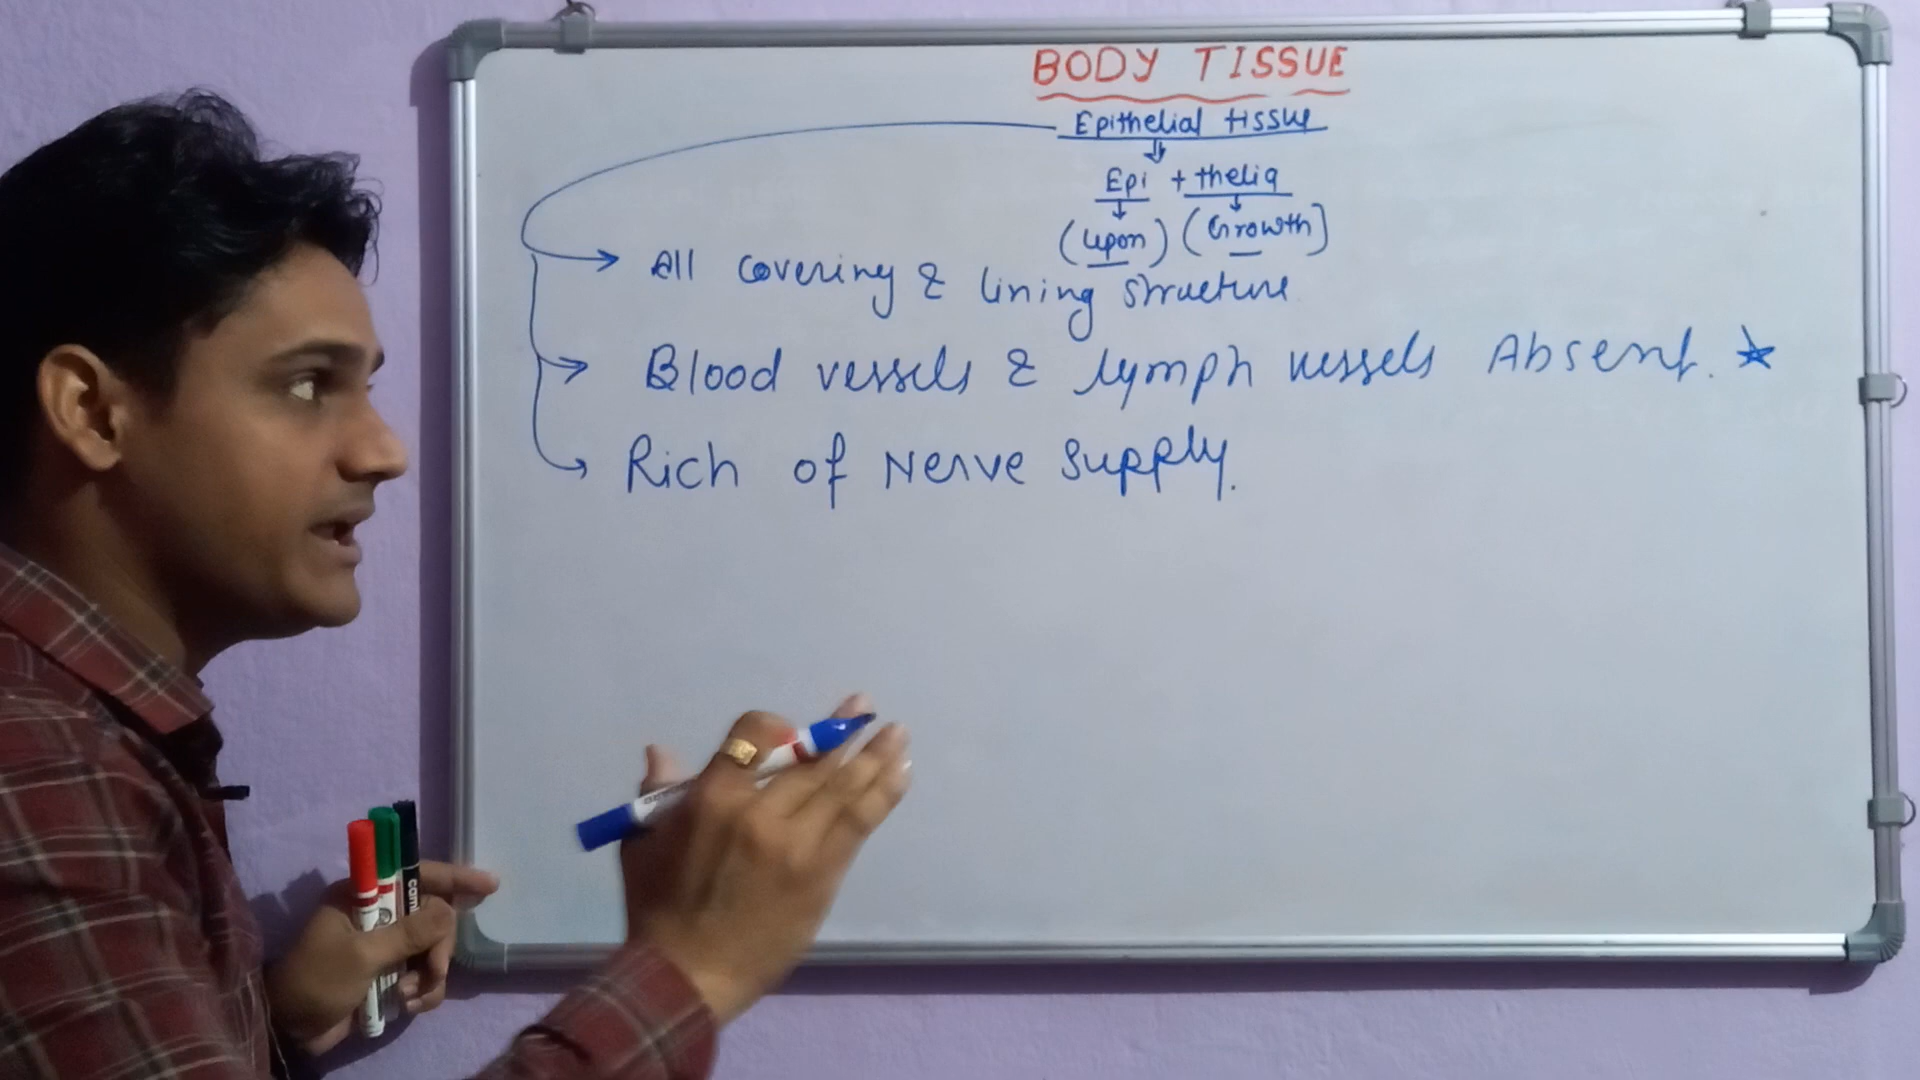 BODY TISSUE
Epithelial tissue
Epi + thelia
(upon) (Growth)
All covering & lining structure
Blood vessels & lymph vessels Absent.
Rich of Nerve Supply.